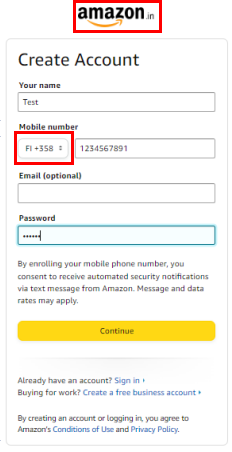 amazon.in
Create Account
Your name
Test
Mobile number
FI +358 1234567891
Email (optional)
Password
••••••
By enrolling your mobile phone number, you
consent to receive automated security notifications
via text message from Amazon. Message and data
rates may apply.
Continue
Already have an account? Sign in
Buying for work? Create a free business account
By creating an account or logging in, you agree to
Amazon's Conditions of Use and Privacy Policy.